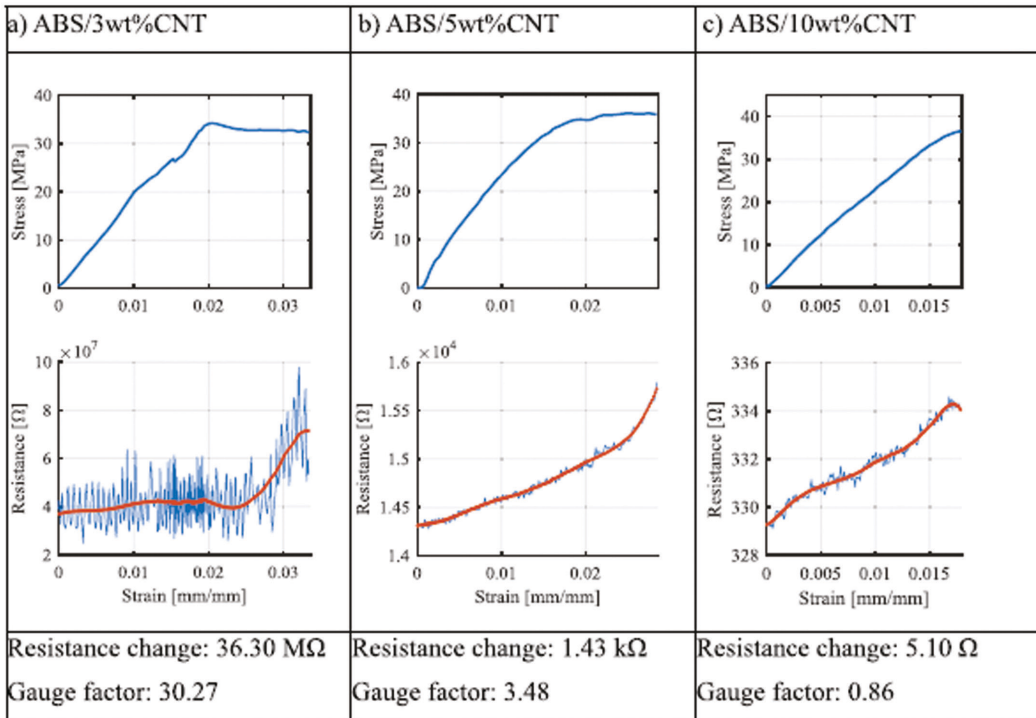 a) ABS/3wt%CNT
b) ABS/5wt%CNT
c) ABS/10wt%CNT
40
30
20
10
0
Stress [MPa]
0 0.01 0.02 0.03
40
30
20
10
0
Stress [MPa]
0 0.01 0.02
40
30
20
10
0
Stress [MPa]
0 0.005 0.01 0.015
×10⁷
10
8
6
4
2
Resistance [Ω]
0 0.01 0.02 0.03
Strain [mm/mm]
×10⁴
1.6
1.55
1.5
1.45
1.4
Resistance [Ω]
0 0.01 0.02
Strain [mm/mm]
336
334
332
330
328
Resistance [Ω]
0 0.005 0.01 0.015
Strain [mm/mm]
Resistance change: 36.30 MΩ
Gauge factor: 30.27
Resistance change: 1.43 kΩ
Gauge factor: 3.48
Resistance change: 5.10 Ω
Gauge factor: 0.86